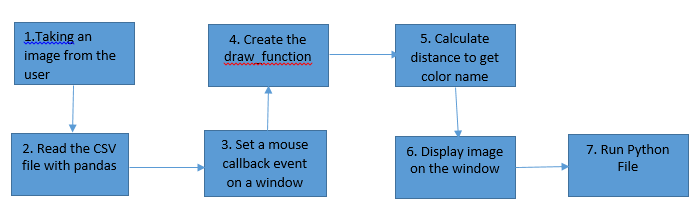 1.Taking an
image from the
user
2. Read the CSV
file with pandas
3. Set a mouse
callback event
on a window
4. Create the
draw_function
5. Calculate
distance to get
color name
6. Display image
on the window
7. Run Python
File